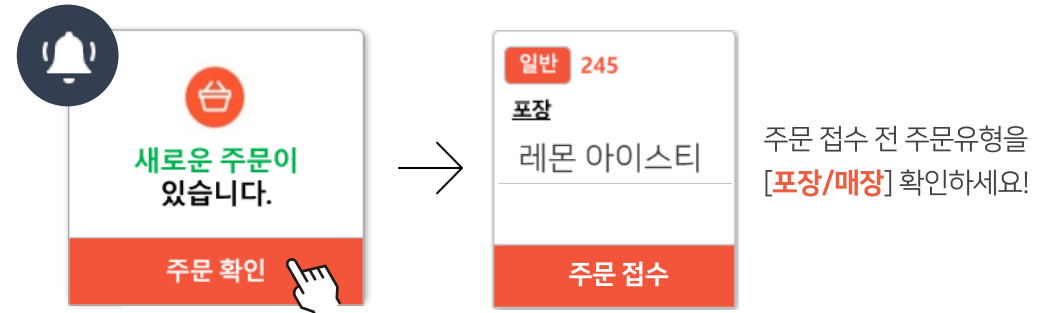 새로운 주문이
있습니다.
주문 확인
일반 245
포장
레몬 아이스티
주문 접수
주문 접수 전 주문유형을
[포장/매장] 확인하세요!